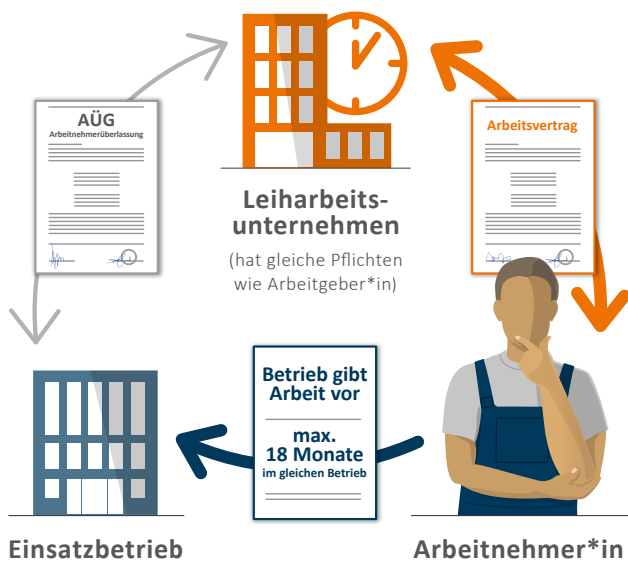 AÜG
Arbeitnehmerüberlassung
Arbeitsvertrag
Leiharbeits-
unternehmen
(hat gleiche Pflichten
wie Arbeitgeber*in)
Betrieb gibt
Arbeit vor
max.
18 Monate
im gleichen Betrieb
Einsatzbetrieb
Arbeitnehmer*in